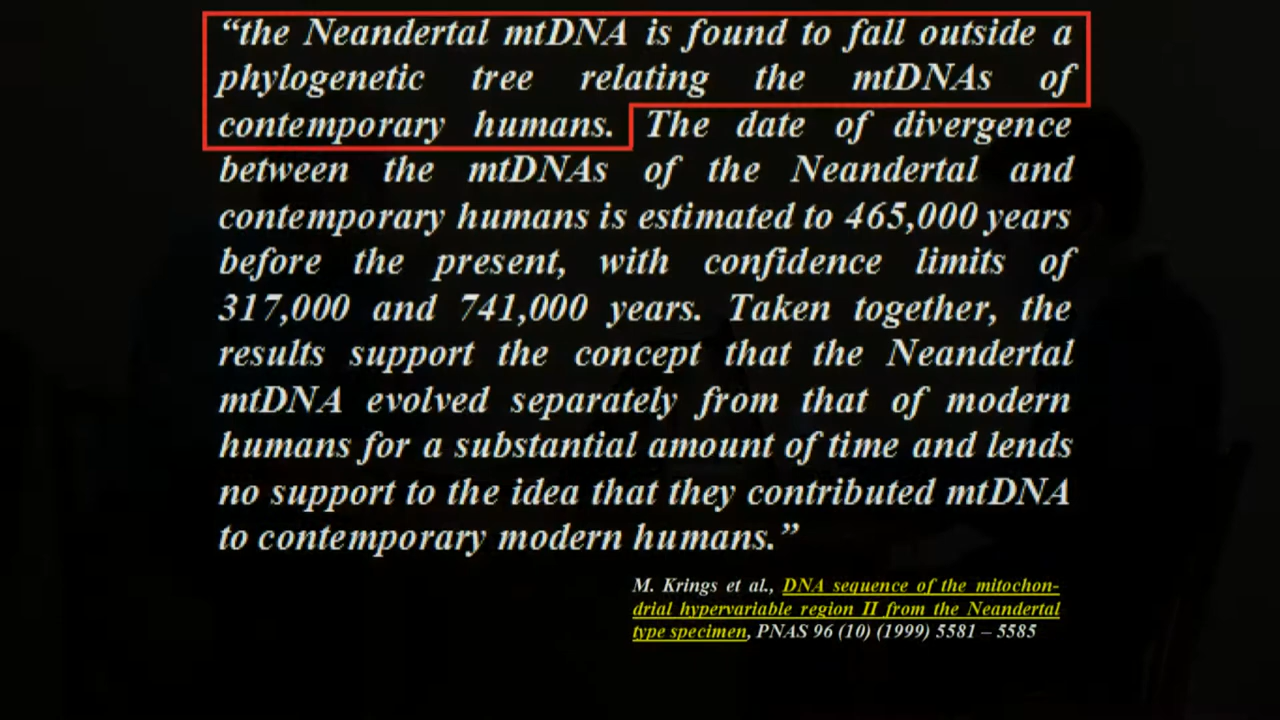 “the Neandertal mtDNA is found to fall outside a
phylogenetic tree relating the mtDNAs of
contemporary humans. The date of divergence
between the mtDNAs of the Neandertal and
contemporary humans is estimated to 465,000 years
before the present, with confidence limits of
317,000 and 741,000 years. Taken together, the
results support the concept that the Neandertal
mtDNA evolved separately from that of modern
humans for a substantial amount of time and lends
no support to the idea that they contributed mtDNA
to contemporary modern humans.”
M. Krings et al., DNA sequence of the mitochon-
drial hypervariable region II from the Neandertal
type specimen, PNAS 96 (10) (1999) 5581 – 5585